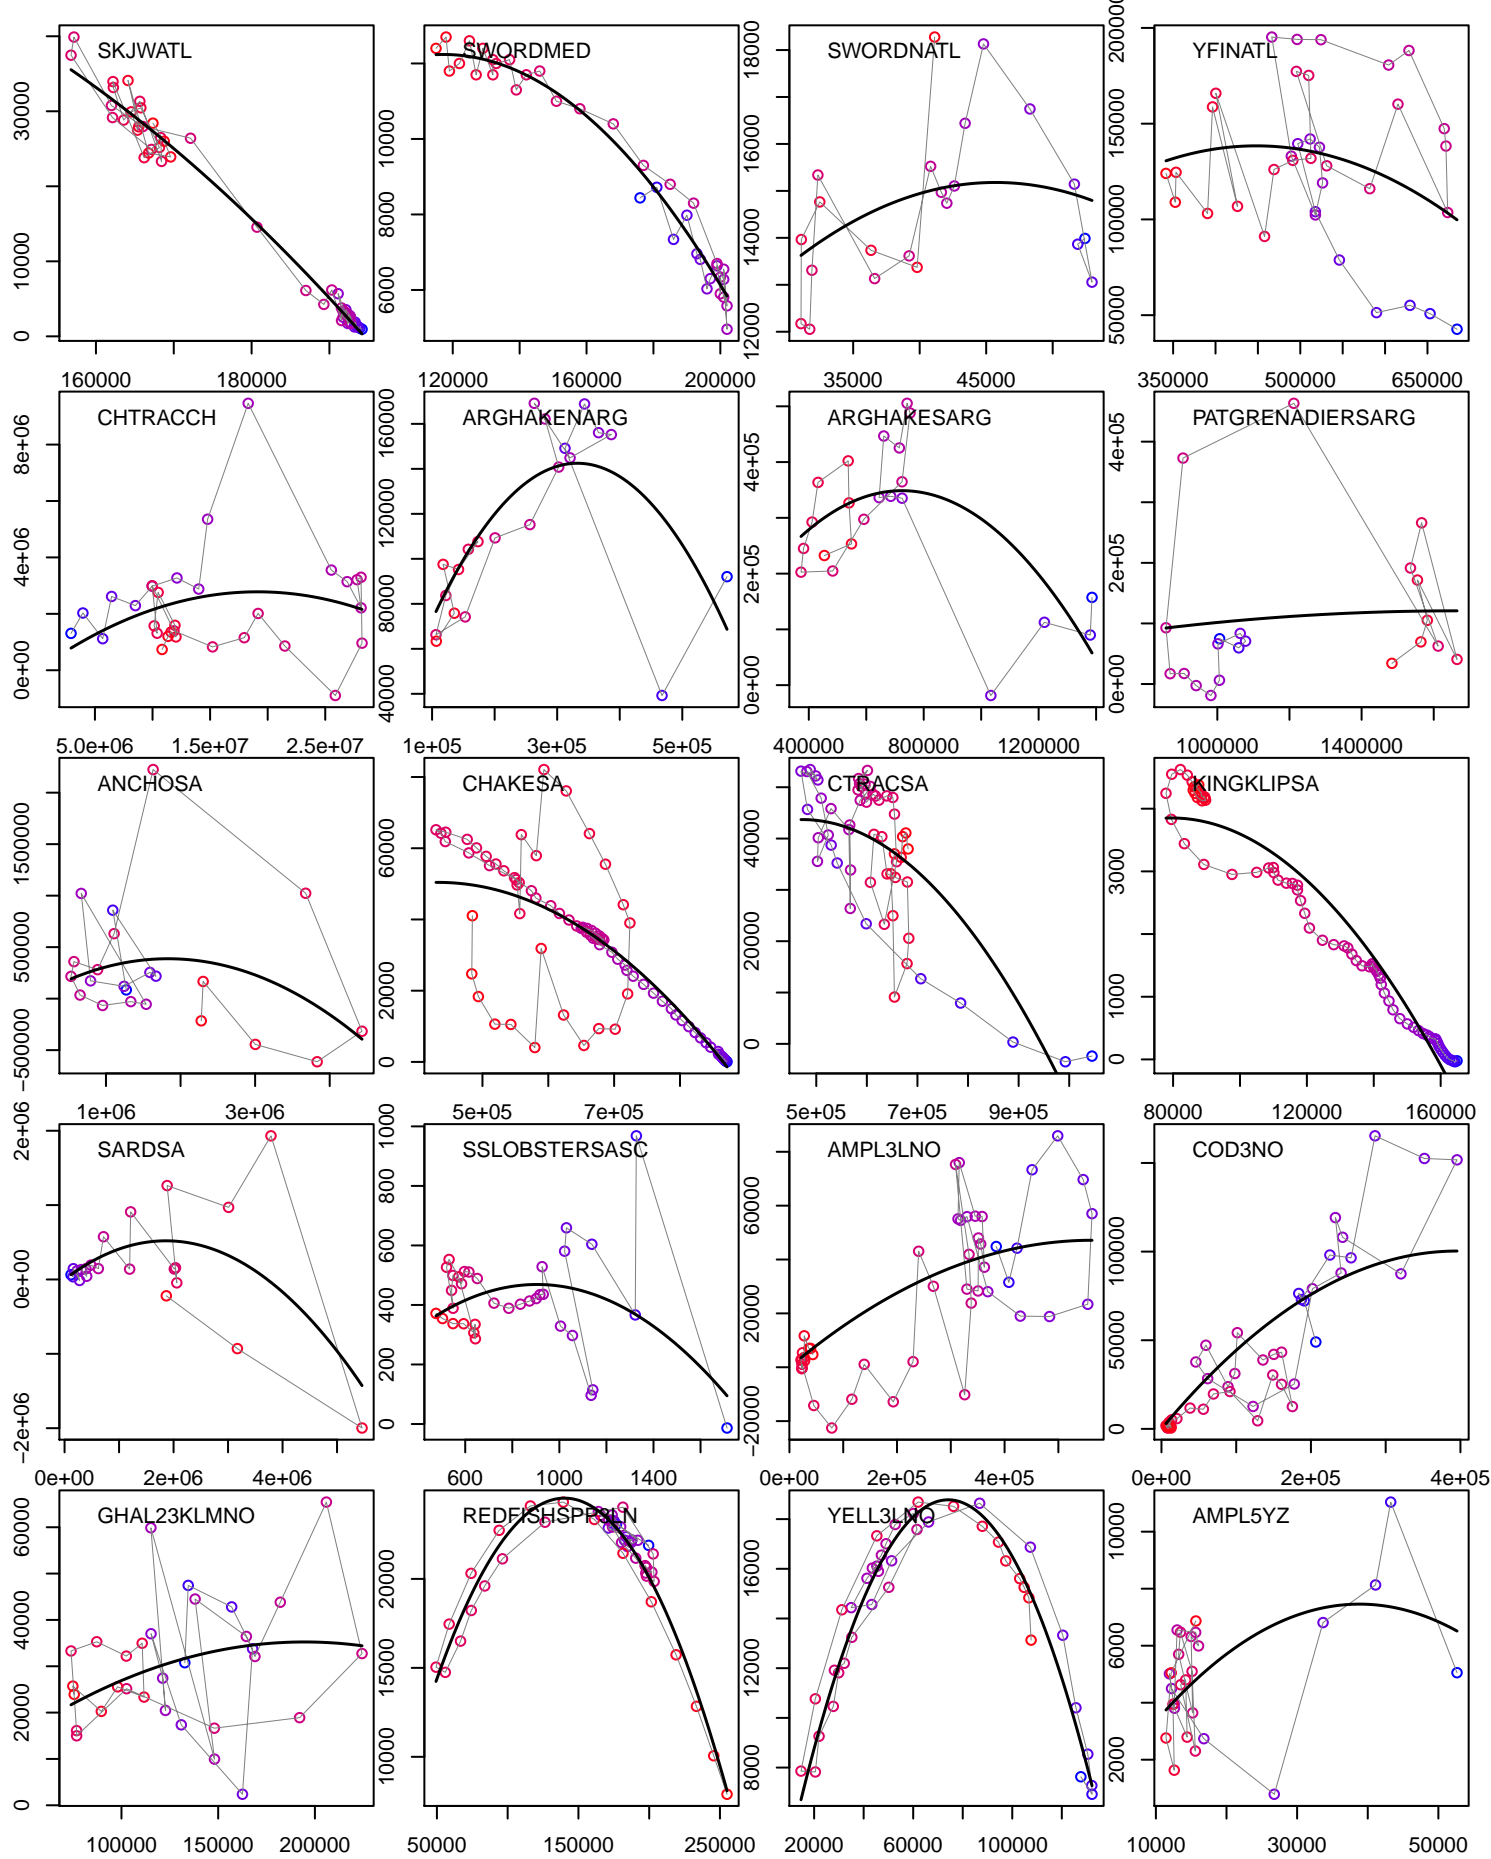 SKJWATL
30000
10000
0
160000 180000
SWORDMED
10000
8000
6000
120000 160000 200000
SWORDNATL
18000
16000
14000
12000
35000 45000
YFINATL
200000
150000
100000
50000
350000 500000 650000
CHTRACCH
8e+06
4e+06
0e+00
5.0e+06 1.5e+07 2.5e+07
ARGHAKENARG
160000
120000
80000
40000
1e+05 3e+05 5e+05
ARGHAKESARG
4e+05
2e+05
0e+00
400000 800000 1200000
PATGRENADIERSARG
4e+05
2e+05
0e+00
1000000 1400000
ANCHOSA
1500000
500000
−500000
1e+06 3e+06
CHAKESA
60000
20000
0
5e+05 7e+05
CTRACSA
40000
20000
0
5e+05 7e+05 9e+05
KINGKLIPSA
3000
1000
0
80000 120000 160000
SARDSA
2e+06
0e+00
−2e+06
0e+00 2e+06 4e+06
SSLOBSTERSASC
1000
800
600
400
200
0
600 1000 1400
AMPL3LNO
60000
20000
−20000
0e+00 2e+05 4e+05
COD3NO
100000
50000
0
0e+00 2e+05 4e+05
GHAL23KLMNO
60000
40000
20000
0
100000 150000 200000
REDFISHSPP3LN
20000
15000
10000
50000 150000 250000
YELL3LNO
16000
12000
8000
20000 60000 100000
AMPL5YZ
10000
6000
2000
10000 30000 50000